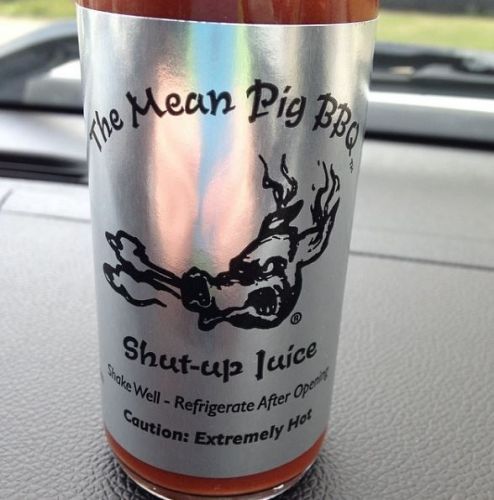 The Mean Pig BBQ
®
Shut-up Juice
Shake Well - Refrigerate After Opening
Caution: Extremely Hot